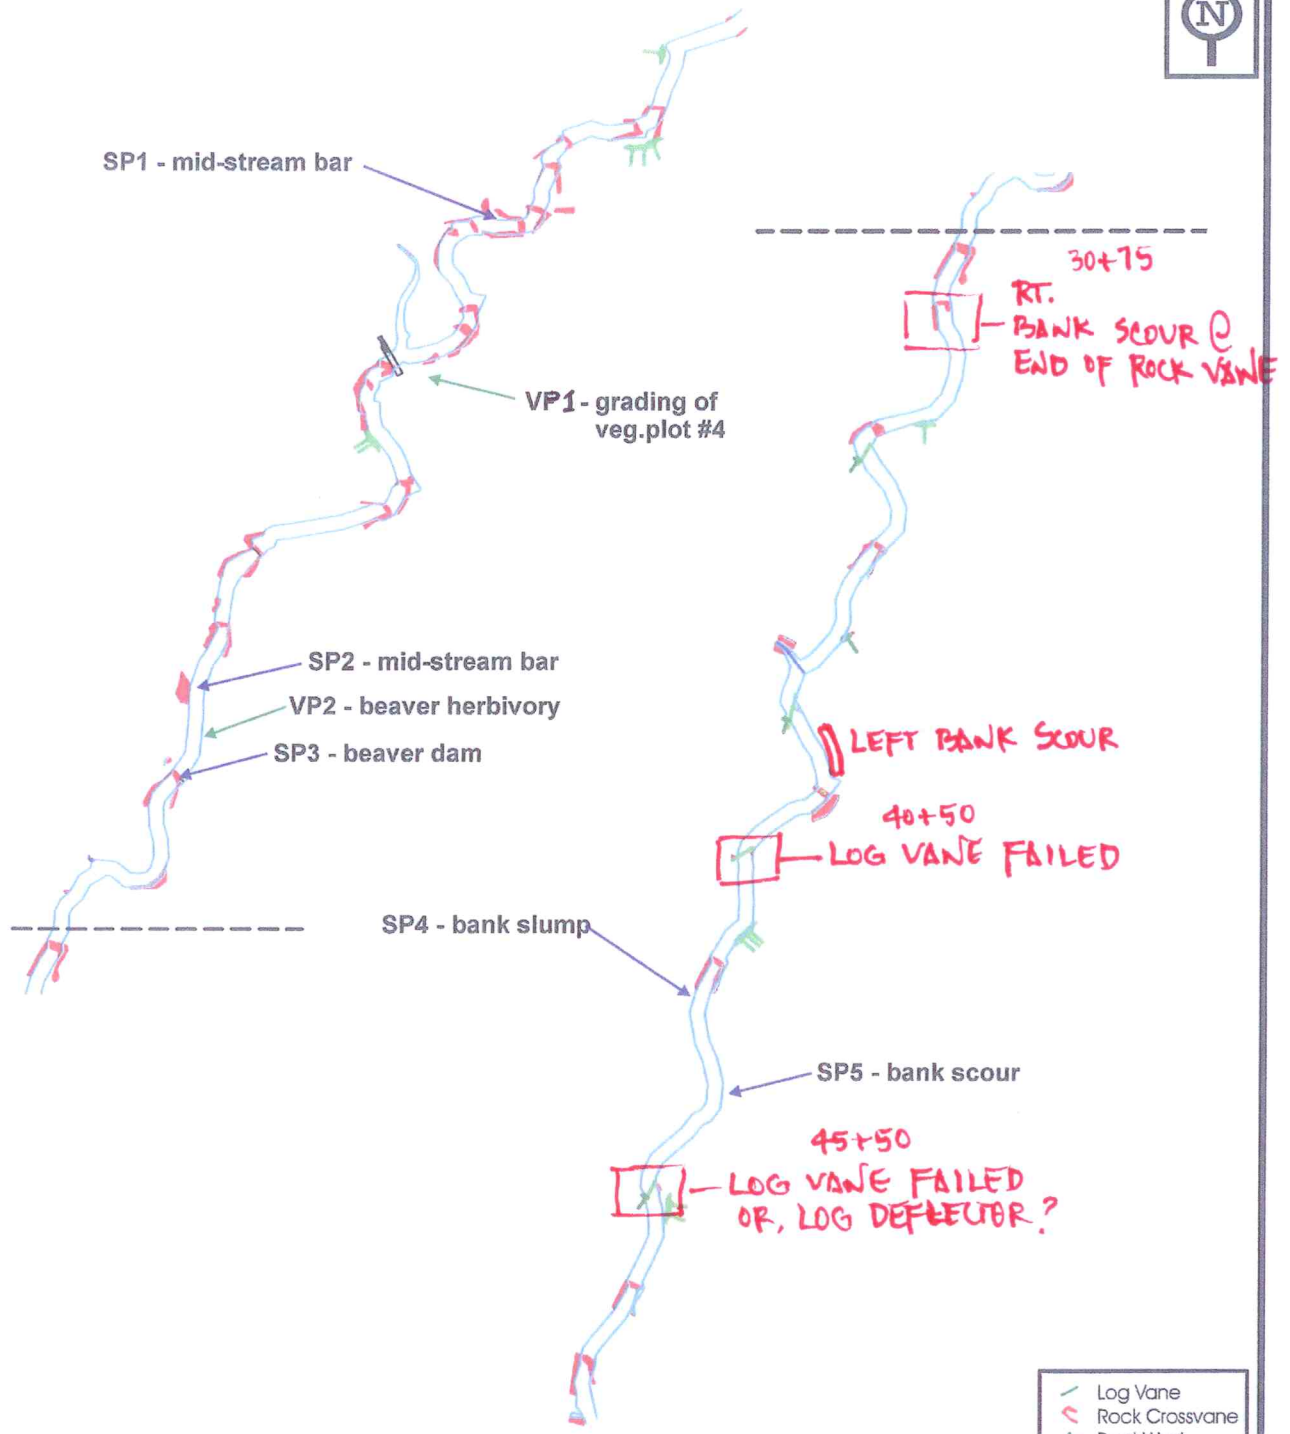 N
SP1 - mid-stream bar
VP1 - grading of
veg.plot #4
SP2 - mid-stream bar
VP2 - beaver herbivory
SP3 - beaver dam
30+75
RT.
BANK SCOUR @
END OF ROCK VANE
LEFT BANK SCOUR
40+50
LOG VANE FAILED
SP4 - bank slump
SP5 - bank scour
45+50
LOG VANE FAILED
OR, LOG DEFLECTOR?
Log Vane
Rock Crossvane